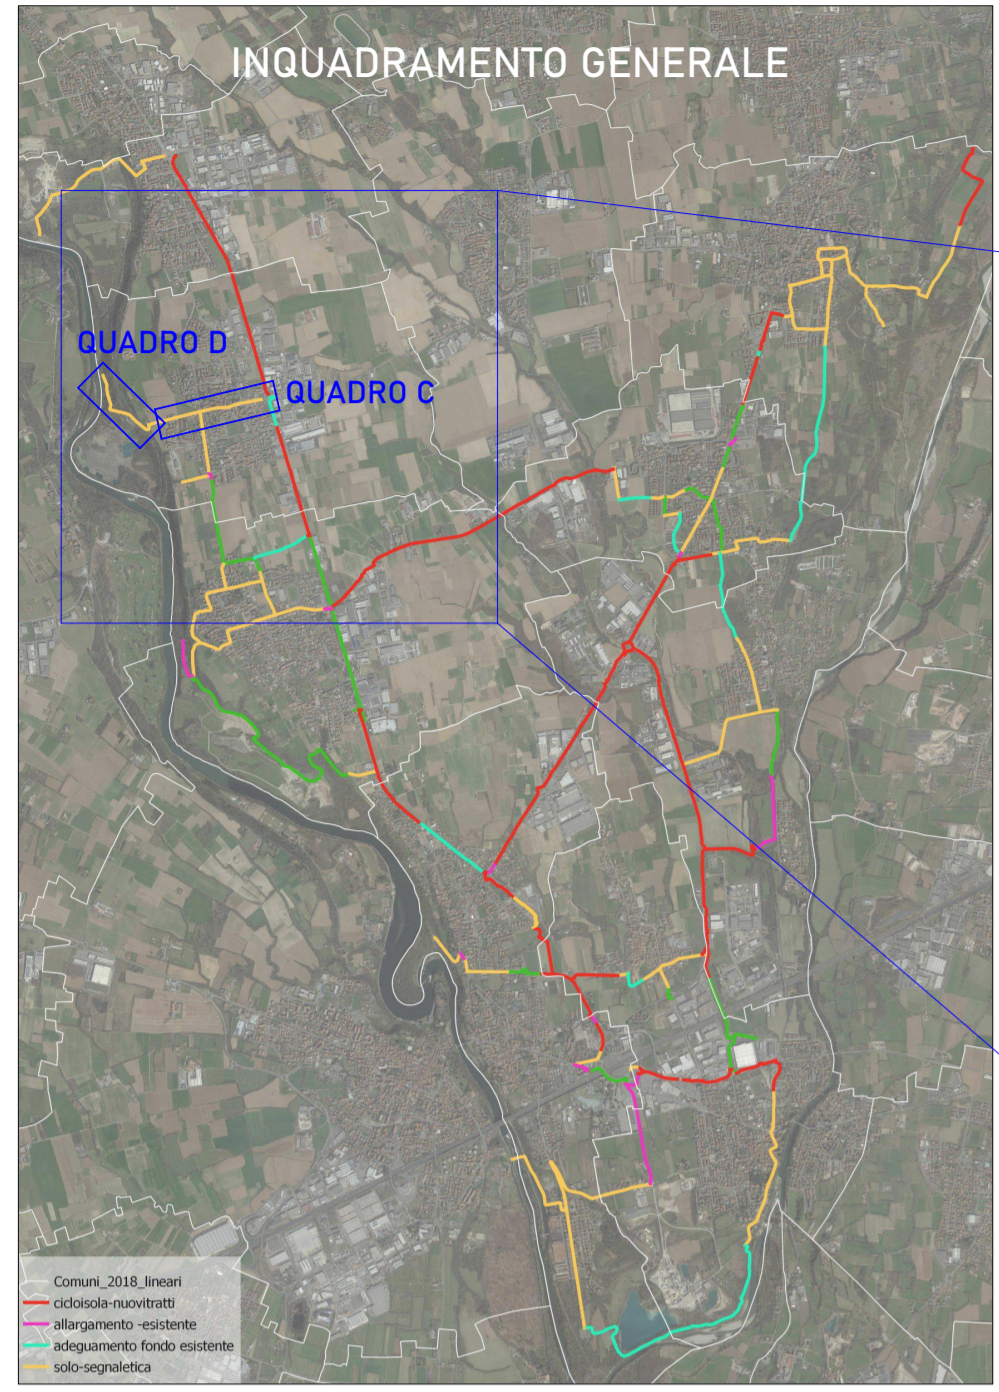 INQUADRAMENTO GENERALE
QUADRO D
QUADRO C
Comuni_2018_lineari
cicloisola-nuovitratti
allargamento -esistente
adeguamento fondo esistente
solo-segnaletica